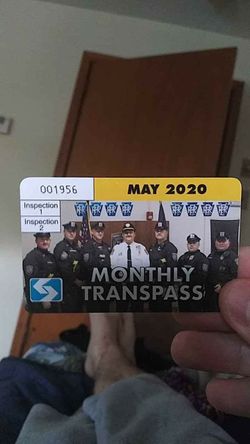 001956
MAY 2020
Inspection
1
Inspection
2
MONTHLY
TRANSPASS